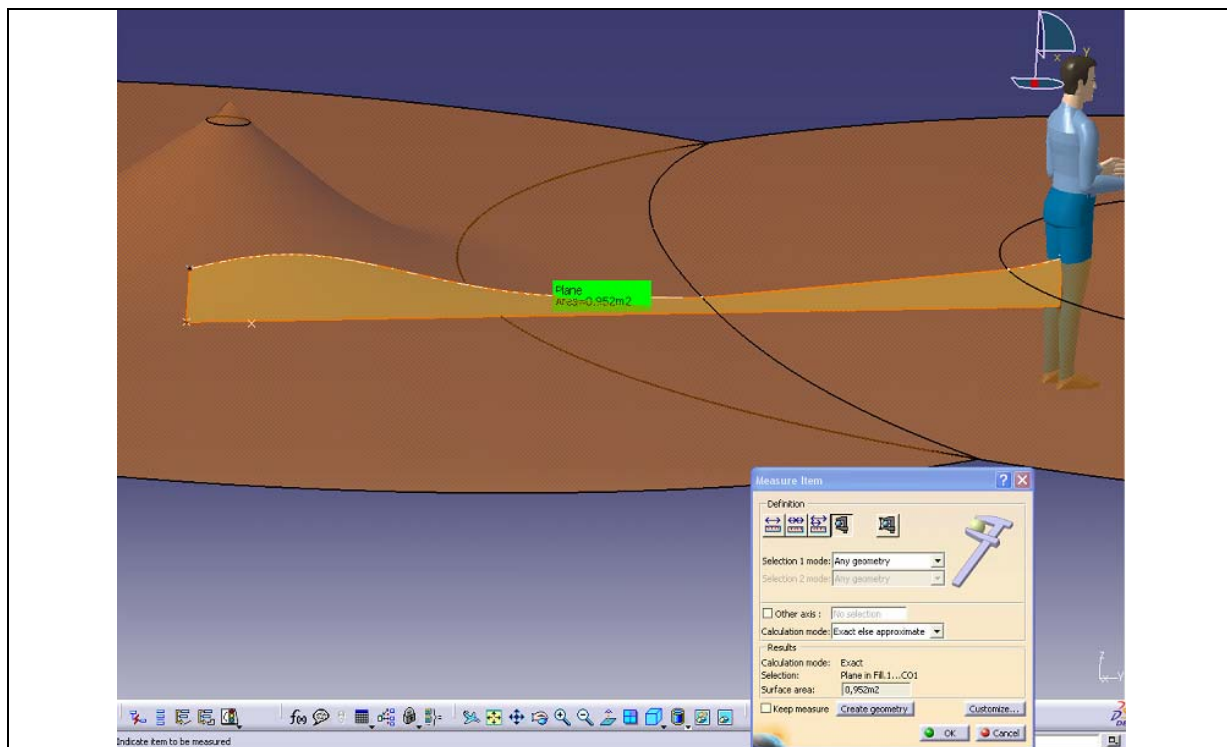 x y
Plane
Area=0.952m2
Measure Item
Definition
Selection 1 mode: Any geometry
Selection 2 mode: Any geometry
Other axis : No selection
Calculation mode: Exact else approximate
Results
Calculation mode: Exact
Selection: Plane in Fill.1...CO1
Surface area: 0,952m2
Keep measure Create geometry Customize...
OK Cancel
z
x y
f(x)
Indicate item to be measured